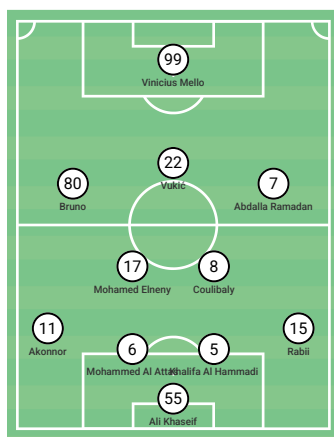 99
Vinicius Mello
22
Vukić
80
Bruno
7
Abdalla Ramadan
17
Mohamed Elneny
8
Coulibaly
11
Akonnor
15
Rabii
6
Mohammed Al Attas
5
Khalifa Al Hammadi
55
Ali Khaseif